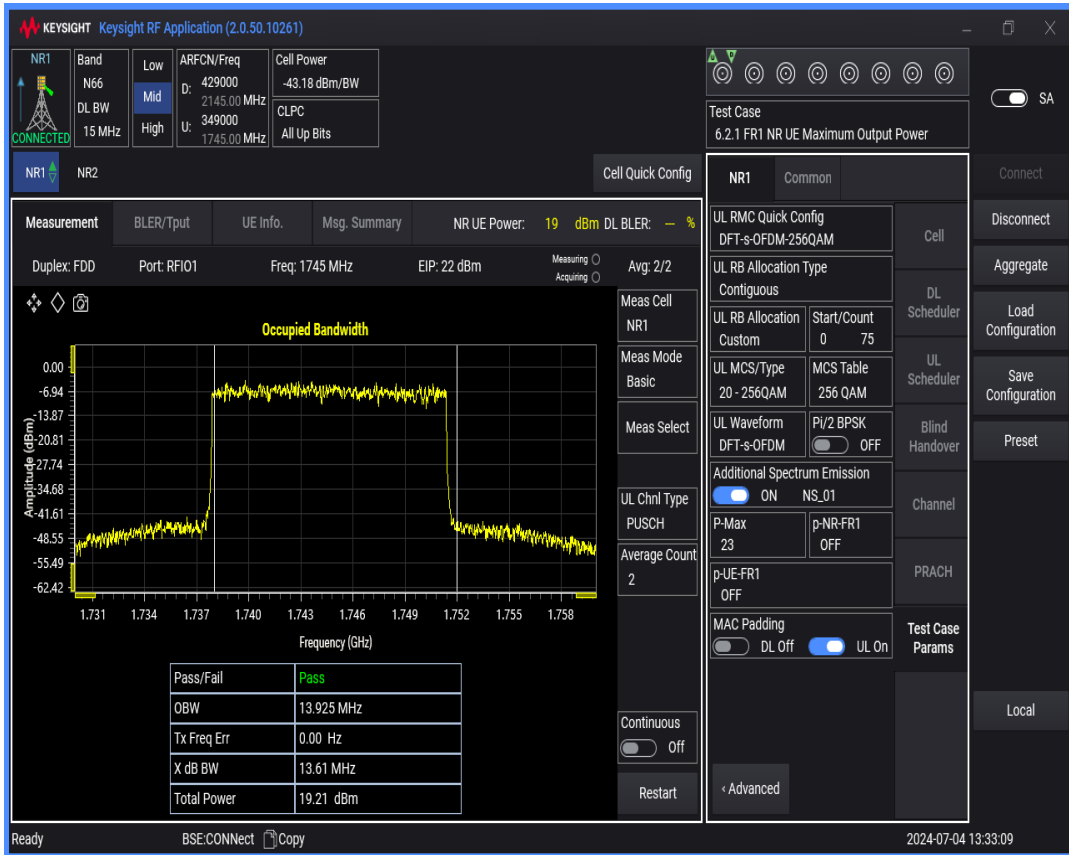 KEYSIGHT Keysight RF Application (2.0.50.10261)
NR1
CONNECTED
Band
N66
DL BW
15 MHz
Low
Mid
High
ARFCN/Freq
D: 429000
2145.00 MHz
U: 349000
1745.00 MHz
Cell Power
-43.18 dBm/BW
CLPC
All Up Bits
Test Case
6.2.1 FR1 NR UE Maximum Output Power
SA
NR1
NR2
Cell Quick Config
Measurement
BLER/Tput
UE Info.
Msg. Summary
NR UE Power: 19 dBm DL BLER: — %
Duplex: FDD
Port: RFIO1
Freq: 1745 MHz
EIP: 22 dBm
Measuring
Acquiring
Avg: 2/2
Occupied Bandwidth
Amplitude (dBm)
0.00
-6.94
-13.87
-20.81
-27.74
-34.68
-41.61
-48.55
-55.49
-62.42
1.731 1.734 1.737 1.740 1.743 1.746 1.749 1.752 1.755 1.758
Frequency (GHz)
Pass/Fail Pass
OBW 13.925 MHz
Tx Freq Err 0.00 Hz
X dB BW 13.61 MHz
Total Power 19.21 dBm
Meas Cell
NR1
Meas Mode
Basic
Meas Select
UL Chnl Type
PUSCH
Average Count
2
Continuous
Off
Restart
NR1
Common
UL RMC Quick Config
DFT-s-OFDM-256QAM
UL RB Allocation Type
Contiguous
UL RB Allocation
Custom
Start/Count
0 75
UL MCS/Type
20 - 256QAM
MCS Table
256 QAM
UL Waveform
DFT-s-OFDM
Pi/2 BPSK
OFF
Additional Spectrum Emission
ON NS_01
P-Max
23
p-NR-FR1
OFF
p-UE-FR1
OFF
MAC Padding
DL Off UL On
‹ Advanced
Cell
DL
Scheduler
UL
Scheduler
Blind
Handover
Channel
PRACH
Test Case
Params
Connect
Disconnect
Aggregate
Load
Configuration
Save
Configuration
Preset
Local
Ready
BSE:CONNect
Copy
2024-07-04 13:33:09